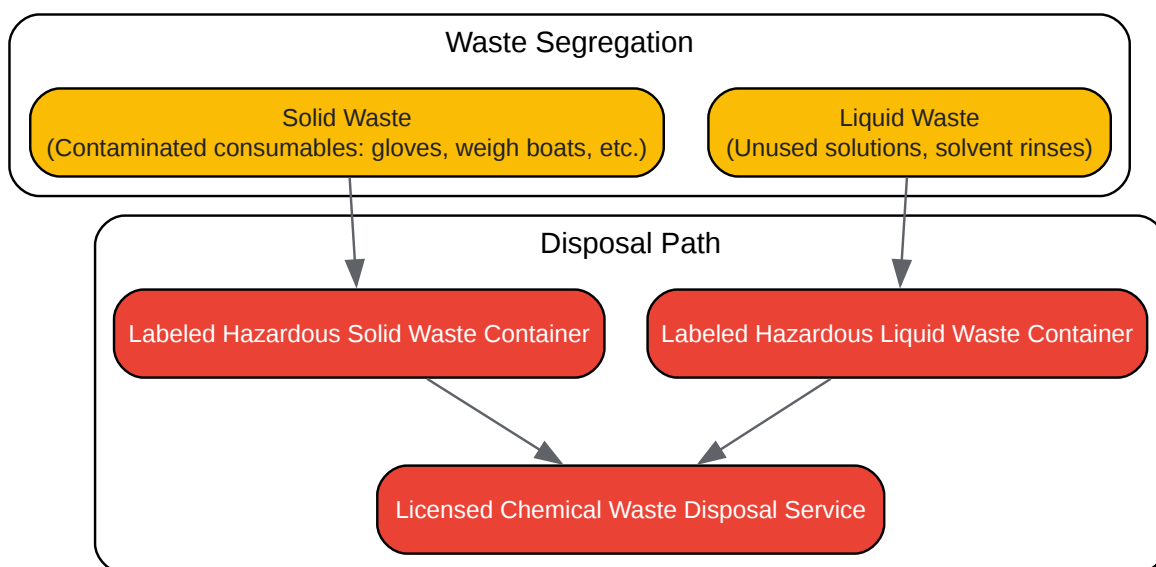 Waste Segregation
Solid Waste
(Contaminated consumables: gloves, weigh boats, etc.)
Liquid Waste
(Unused solutions, solvent rinses)
Disposal Path
Labeled Hazardous Solid Waste Container
Labeled Hazardous Liquid Waste Container
Licensed Chemical Waste Disposal Service